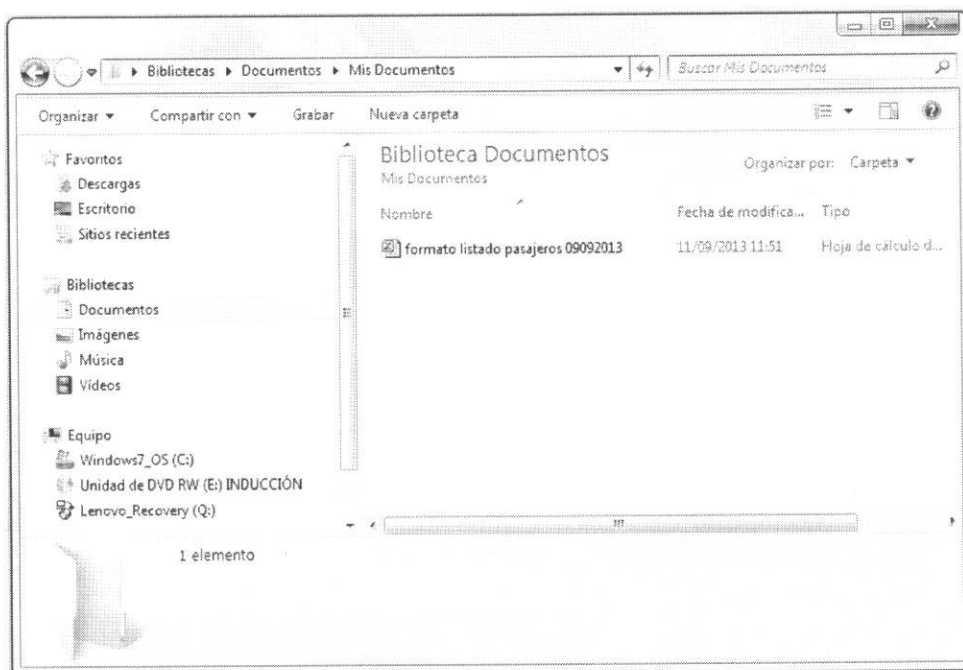 Bibliotecas ▸ Documentos ▸ Mis Documentos
Buscar Mis Documentos
Organizar Compartir con Grabar Nueva carpeta
Favoritos
Descargas
Escritorio
Sitios recientes
Bibliotecas
Documentos
Imágenes
Música
Vídeos
Equipo
Windows7_OS (C:)
Unidad de DVD RW (E:) INDUCCIÓN
Lenovo_Recovery (Q:)
Biblioteca Documentos
Mis Documentos
Organizar por: Carpeta
Nombre Fecha de modifica... Tipo
formato listado pasajeros 09092013 11/09/2013 11:51 Hoja de cálculo d...
1 elemento